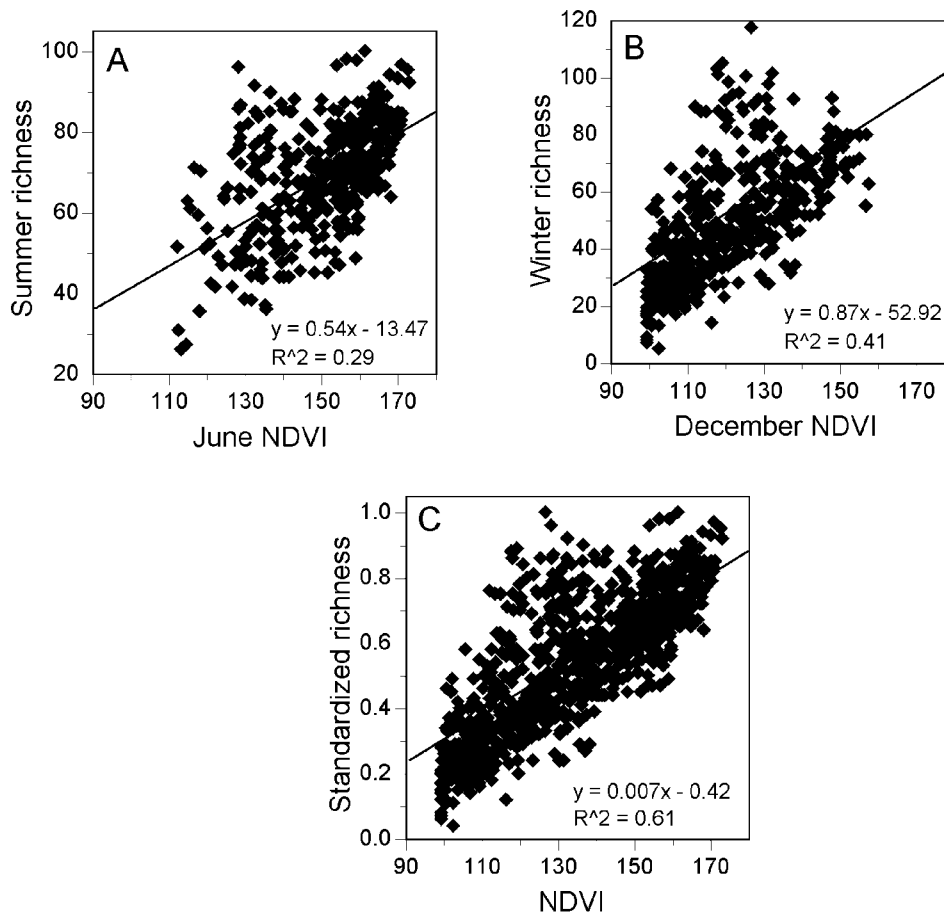 A
Summer richness
100
80
60
40
20
y = 0.54x - 13.47
R^2 = 0.29
90 110 130 150 170
June NDVI
B
Winter richness
120
100
80
60
40
20
0
y = 0.87x - 52.92
R^2 = 0.41
90 110 130 150 170
December NDVI
C
Standardized richness
1.0
0.8
0.6
0.4
0.2
0.0
y = 0.007x - 0.42
R^2 = 0.61
90 110 130 150 170
NDVI